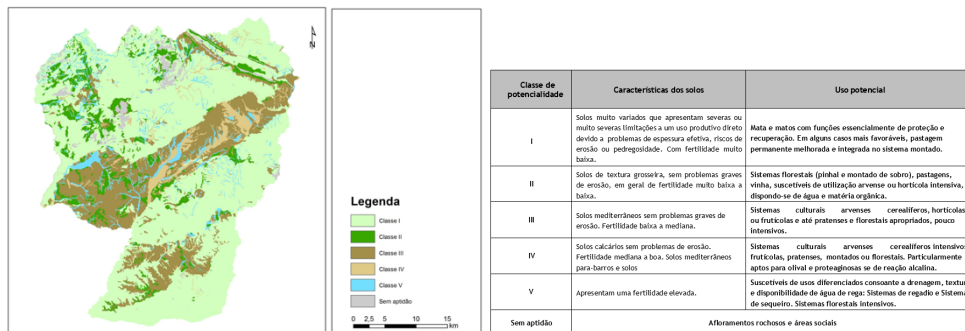 N
Legenda
Classe I
Classe II
Classe III
Classe IV
Classe V
Sem aptidão
0 2,5 5 10 15
km
Classe de potencialidade
Características dos solos
Uso potencial
I
Solos muito variados que apresentam severas ou
muito severas limitações a um uso produtivo direto
devido a problemas de espessura efetiva, riscos de
erosão ou pedregosidade. Com fertilidade muito
baixa.
Mata e matos com funções essencialmente de proteção e
recuperação. Em alguns casos mais favoráveis, pastagem
permanente melhorada e integrada no sistema montado.
II
Solos de textura grosseira, sem problemas graves
de erosão, em geral de fertilidade muito baixa a
baixa.
Sistemas florestais (pinhal e montado de sobro), pastagens,
vinha, suscetíveis de utilização arvense ou hortícola intensiva,
dispondo-se de água e matéria orgânica.
III
Solos mediterrâneos sem problemas graves de
erosão. Fertilidade baixa a mediana.
Sistemas culturais arvenses cerealíferos, hortícolas
ou frutícolas e até pratenses e florestais apropriados, pouco
intensivos.
IV
Solos calcários sem problemas de erosão.
Fertilidade mediana a boa. Solos mediterrâneos
para-barros e solos
Sistemas culturais arvenses cerealíferos intensivos
frutícolas, pratenses, montados ou florestais. Particularmente
aptos para olival e proteaginosas se de reação alcalina.
V
Apresentam uma fertilidade elevada.
Suscetíveis de usos diferenciados consoante a drenagem, textur
e disponibilidade de água de rega: Sistemas de regadio e Sistema
de sequeiro. Sistemas florestais intensivos.
Sem aptidão
Afloramentos rochosos e áreas sociais